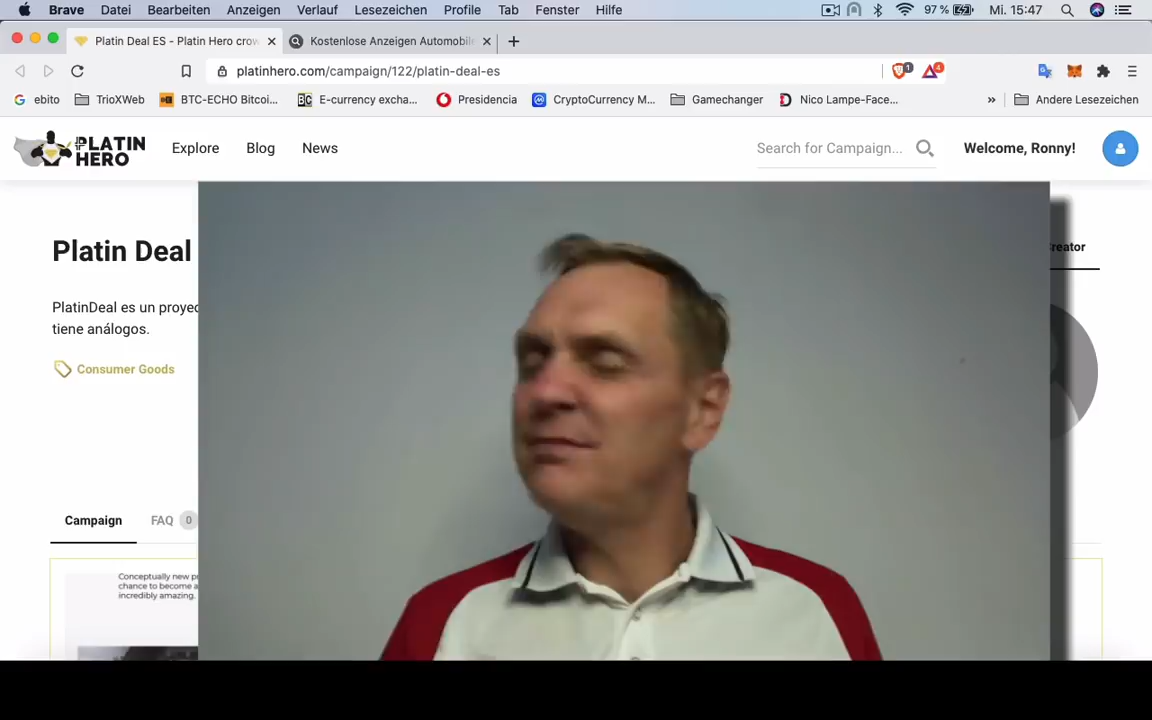 Brave Datei Bearbeiten Anzeigen Verlauf Lesezeichen Profile Tab Fenster Hilfe 97 % Mi. 15:47
Platin Deal ES - Platin Hero crow
Kostenlose Anzeigen Automobile
platinhero.com/campaign/122/platin-deal-es 1 4
ebito TrioXWeb BTC-ECHO Bitcoi... E-currency excha... Presidencia CryptoCurrency M... Gamechanger Nico Lampe-Face... » Andere Lesezeichen
PLATIN
HERO
Explore Blog News Search for Campaign... Welcome, Ronny!
Platin Deal
PlatinDeal es un
tiene análogos.
Consumer Goods
Campaign FAQ 0
Conceptually new
chance to become a
incredibly amazing.